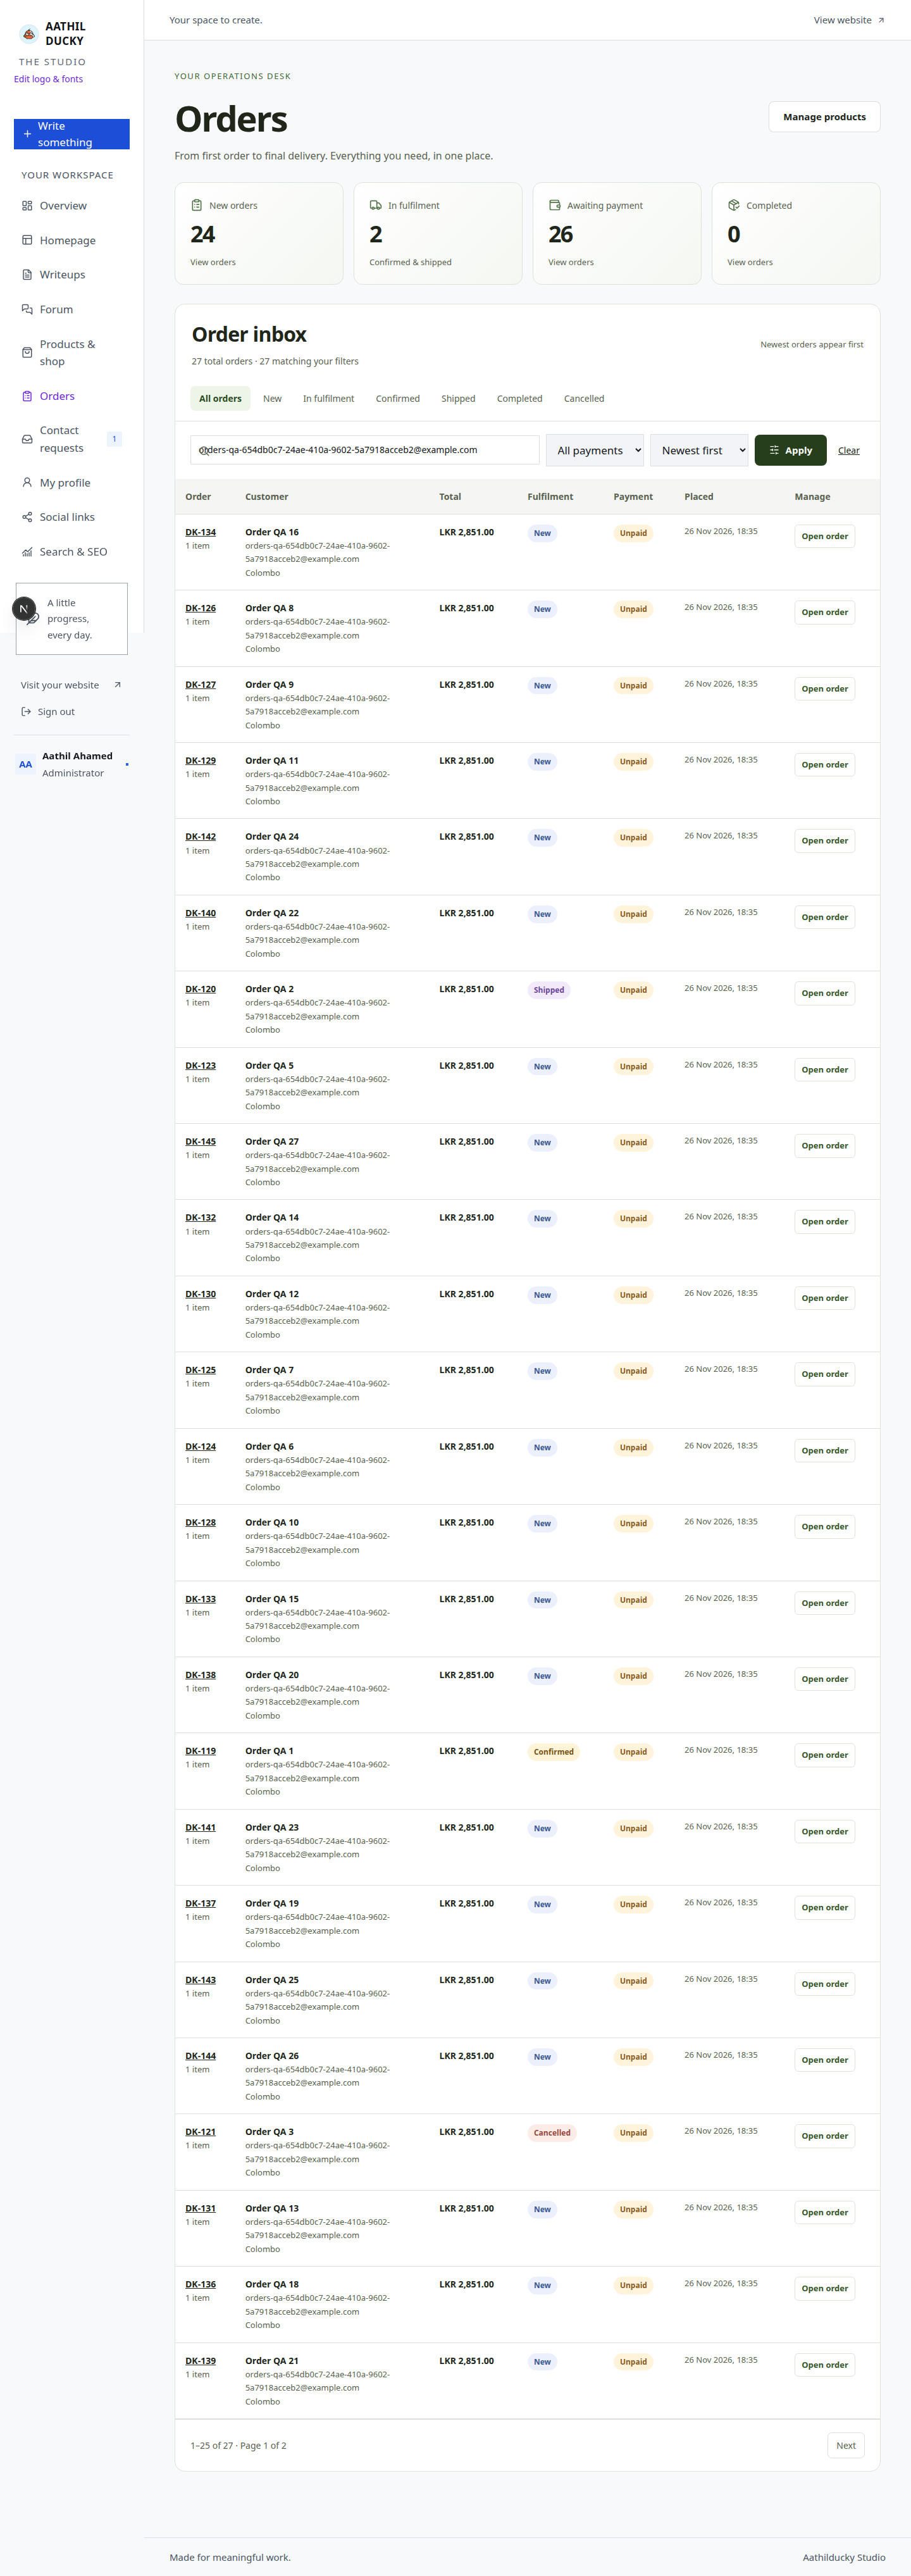 AATHIL
DUCKY
THE STUDIO
Edit logo & fonts
Write
something
YOUR WORKSPACE
Overview
Homepage
Writeups
Forum
Products &
shop
Orders
Contact
requests
1
My profile
Social links
Search & SEO
N
A little
progress,
every day.
Visit your website
Sign out
AA
Aathil Ahamed
Administrator
Your space to create.
View website
YOUR OPERATIONS DESK
Orders
Manage products
From first order to final delivery. Everything you need, in one place.
New orders
24
View orders
In fulfilment
2
Confirmed & shipped
Awaiting payment
26
View orders
Completed
0
View orders
Order inbox
27 total orders · 27 matching your filters
Newest orders appear first
All orders New In fulfilment Confirmed Shipped Completed Cancelled
orders-qa-654db0c7-24ae-410a-9602-5a7918acceb2@example.com All payments Newest first Apply Clear
Order Customer Total Fulfilment Payment Placed Manage
DK-134 Order QA 16 LKR 2,851.00 New Unpaid 26 Nov 2026, 18:35 Open order
1 item orders-qa-654db0c7-24ae-410a-9602-
5a7918acceb2@example.com
Colombo
DK-126 Order QA 8 LKR 2,851.00 New Unpaid 26 Nov 2026, 18:35 Open order
1 item orders-qa-654db0c7-24ae-410a-9602-
5a7918acceb2@example.com
Colombo
DK-127 Order QA 9 LKR 2,851.00 New Unpaid 26 Nov 2026, 18:35 Open order
1 item orders-qa-654db0c7-24ae-410a-9602-
5a7918acceb2@example.com
Colombo
DK-129 Order QA 11 LKR 2,851.00 New Unpaid 26 Nov 2026, 18:35 Open order
1 item orders-qa-654db0c7-24ae-410a-9602-
5a7918acceb2@example.com
Colombo
DK-142 Order QA 24 LKR 2,851.00 New Unpaid 26 Nov 2026, 18:35 Open order
1 item orders-qa-654db0c7-24ae-410a-9602-
5a7918acceb2@example.com
Colombo
DK-140 Order QA 22 LKR 2,851.00 New Unpaid 26 Nov 2026, 18:35 Open order
1 item orders-qa-654db0c7-24ae-410a-9602-
5a7918acceb2@example.com
Colombo
DK-120 Order QA 2 LKR 2,851.00 Shipped Unpaid 26 Nov 2026, 18:35 Open order
1 item orders-qa-654db0c7-24ae-410a-9602-
5a7918acceb2@example.com
Colombo
DK-123 Order QA 5 LKR 2,851.00 New Unpaid 26 Nov 2026, 18:35 Open order
1 item orders-qa-654db0c7-24ae-410a-9602-
5a7918acceb2@example.com
Colombo
DK-145 Order QA 27 LKR 2,851.00 New Unpaid 26 Nov 2026, 18:35 Open order
1 item orders-qa-654db0c7-24ae-410a-9602-
5a7918acceb2@example.com
Colombo
DK-132 Order QA 14 LKR 2,851.00 New Unpaid 26 Nov 2026, 18:35 Open order
1 item orders-qa-654db0c7-24ae-410a-9602-
5a7918acceb2@example.com
Colombo
DK-130 Order QA 12 LKR 2,851.00 New Unpaid 26 Nov 2026, 18:35 Open order
1 item orders-qa-654db0c7-24ae-410a-9602-
5a7918acceb2@example.com
Colombo
DK-125 Order QA 7 LKR 2,851.00 New Unpaid 26 Nov 2026, 18:35 Open order
1 item orders-qa-654db0c7-24ae-410a-9602-
5a7918acceb2@example.com
Colombo
DK-124 Order QA 6 LKR 2,851.00 New Unpaid 26 Nov 2026, 18:35 Open order
1 item orders-qa-654db0c7-24ae-410a-9602-
5a7918acceb2@example.com
Colombo
DK-128 Order QA 10 LKR 2,851.00 New Unpaid 26 Nov 2026, 18:35 Open order
1 item orders-qa-654db0c7-24ae-410a-9602-
5a7918acceb2@example.com
Colombo
DK-133 Order QA 15 LKR 2,851.00 New Unpaid 26 Nov 2026, 18:35 Open order
1 item orders-qa-654db0c7-24ae-410a-9602-
5a7918acceb2@example.com
Colombo
DK-138 Order QA 20 LKR 2,851.00 New Unpaid 26 Nov 2026, 18:35 Open order
1 item orders-qa-654db0c7-24ae-410a-9602-
5a7918acceb2@example.com
Colombo
DK-119 Order QA 1 LKR 2,851.00 Confirmed Unpaid 26 Nov 2026, 18:35 Open order
1 item orders-qa-654db0c7-24ae-410a-9602-
5a7918acceb2@example.com
Colombo
DK-141 Order QA 23 LKR 2,851.00 New Unpaid 26 Nov 2026, 18:35 Open order
1 item orders-qa-654db0c7-24ae-410a-9602-
5a7918acceb2@example.com
Colombo
DK-137 Order QA 19 LKR 2,851.00 New Unpaid 26 Nov 2026, 18:35 Open order
1 item orders-qa-654db0c7-24ae-410a-9602-
5a7918acceb2@example.com
Colombo
DK-143 Order QA 25 LKR 2,851.00 New Unpaid 26 Nov 2026, 18:35 Open order
1 item orders-qa-654db0c7-24ae-410a-9602-
5a7918acceb2@example.com
Colombo
DK-144 Order QA 26 LKR 2,851.00 New Unpaid 26 Nov 2026, 18:35 Open order
1 item orders-qa-654db0c7-24ae-410a-9602-
5a7918acceb2@example.com
Colombo
DK-121 Order QA 3 LKR 2,851.00 Cancelled Unpaid 26 Nov 2026, 18:35 Open order
1 item orders-qa-654db0c7-24ae-410a-9602-
5a7918acceb2@example.com
Colombo
DK-131 Order QA 13 LKR 2,851.00 New Unpaid 26 Nov 2026, 18:35 Open order
1 item orders-qa-654db0c7-24ae-410a-9602-
5a7918acceb2@example.com
Colombo
DK-136 Order QA 18 LKR 2,851.00 New Unpaid 26 Nov 2026, 18:35 Open order
1 item orders-qa-654db0c7-24ae-410a-9602-
5a7918acceb2@example.com
Colombo
DK-139 Order QA 21 LKR 2,851.00 New Unpaid 26 Nov 2026, 18:35 Open order
1 item orders-qa-654db0c7-24ae-410a-9602-
5a7918acceb2@example.com
Colombo
1–25 of 27 · Page 1 of 2
Next
Made for meaningful work.
Aathilducky Studio